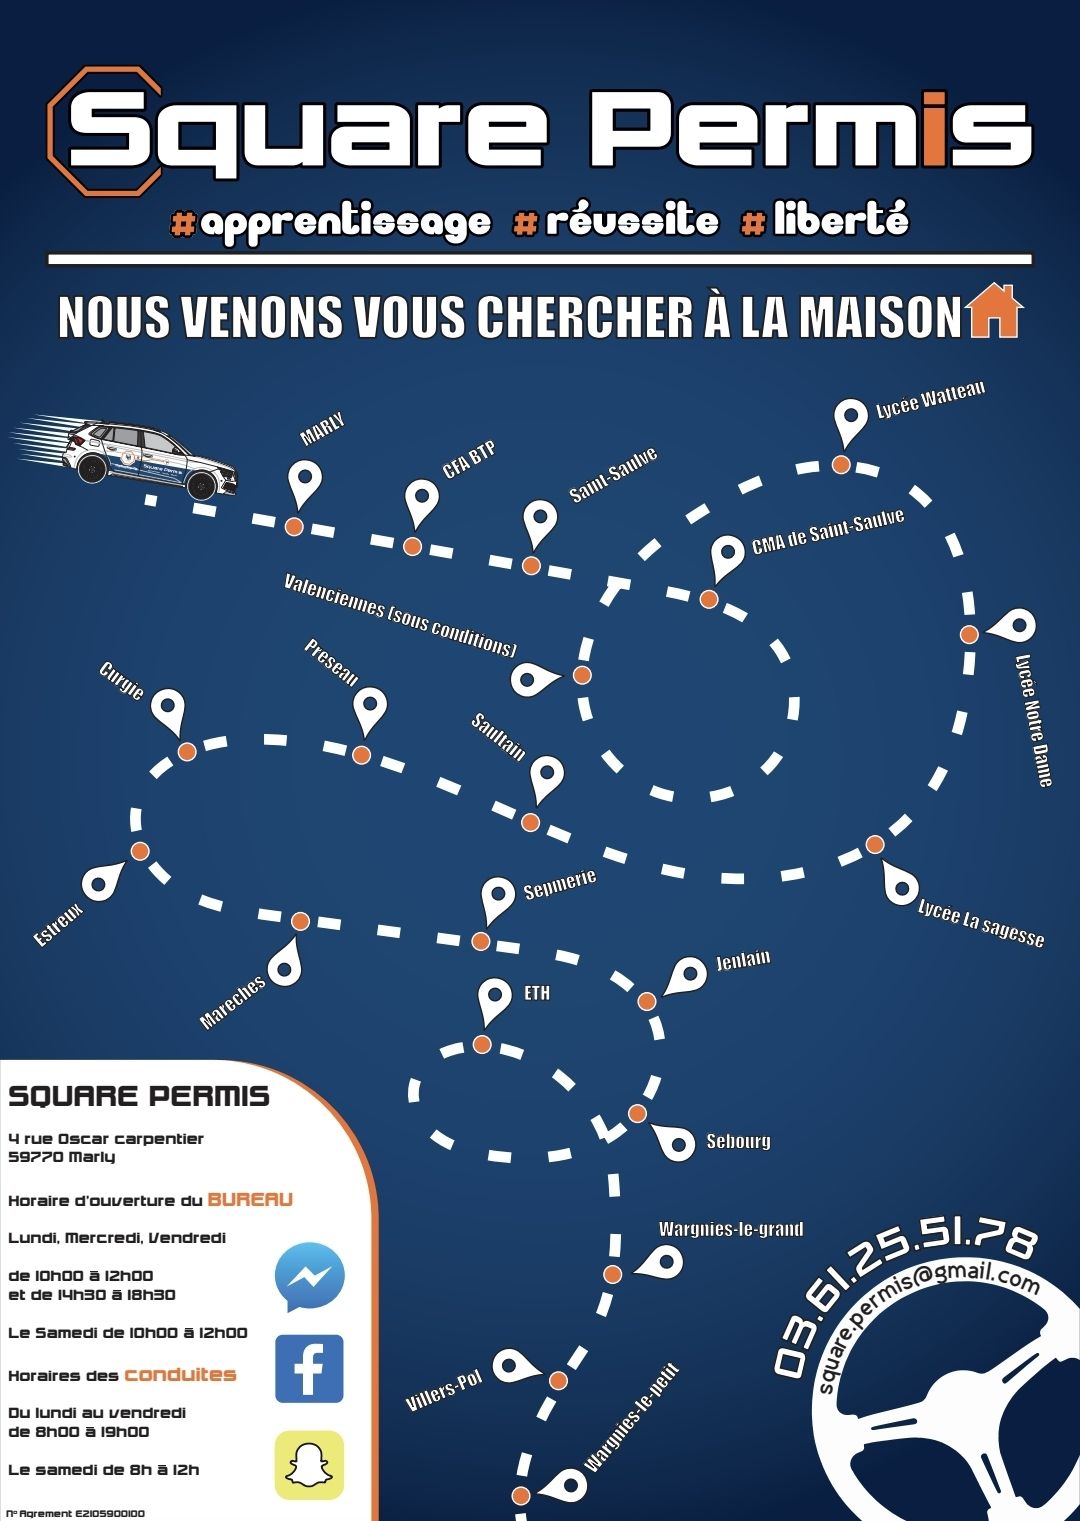 Square Permis
#apprentissage #réussite #liberté
NOUS VENONS VOUS CHERCHER À LA MAISON
Square Permis
MARLY
CFA BTP
Saint-Saulve
Lycée Watteau
CMA de Saint-Saulve
Valenciennes (sous conditions)
Lycée Notre Dame
Curgie
Preseau
Saultain
Lycée La sagesse
Estreux
Mareches
Sepmerie
Jenlain
ETH
Sebourg
Wargnies-le-grand
Villers-Pol
Wargnies-le-petit
SQUARE PERMIS
4 rue Oscar carpentier
59770 Marly
Horaire d'ouverture du BUREAU
Lundi, Mercredi, Vendredi
de 10h00 à 12h00
et de 14h30 à 18h30
Le Samedi de 10h00 à 12h00
Horaires des conduites
Du lundi au vendredi
de 8h00 à 19h00
Le samedi de 8h à 12h
N° Agrement E2105900100
03.61.25.51.78
square.permis@gmail.com